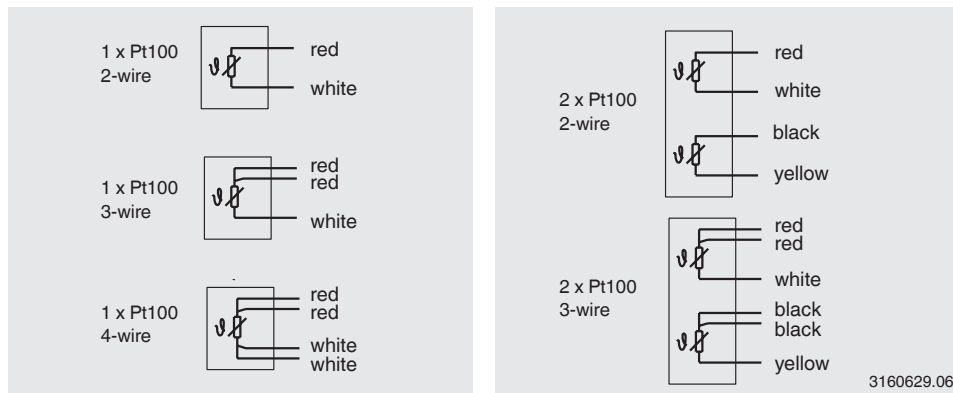 1 x Pt100
2-wire
red
white
1 x Pt100
3-wire
red
red
white
1 x Pt100
4-wire
red
red
white
white
2 x Pt100
2-wire
red
white
black
yellow
2 x Pt100
3-wire
red
red
white
black
black
yellow
3160629.06